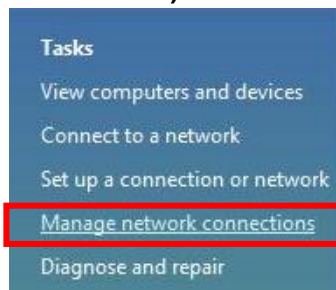 Tasks
View computers and devices
Connect to a network
Set up a connection or network
Manage network connections
Diagnose and repair